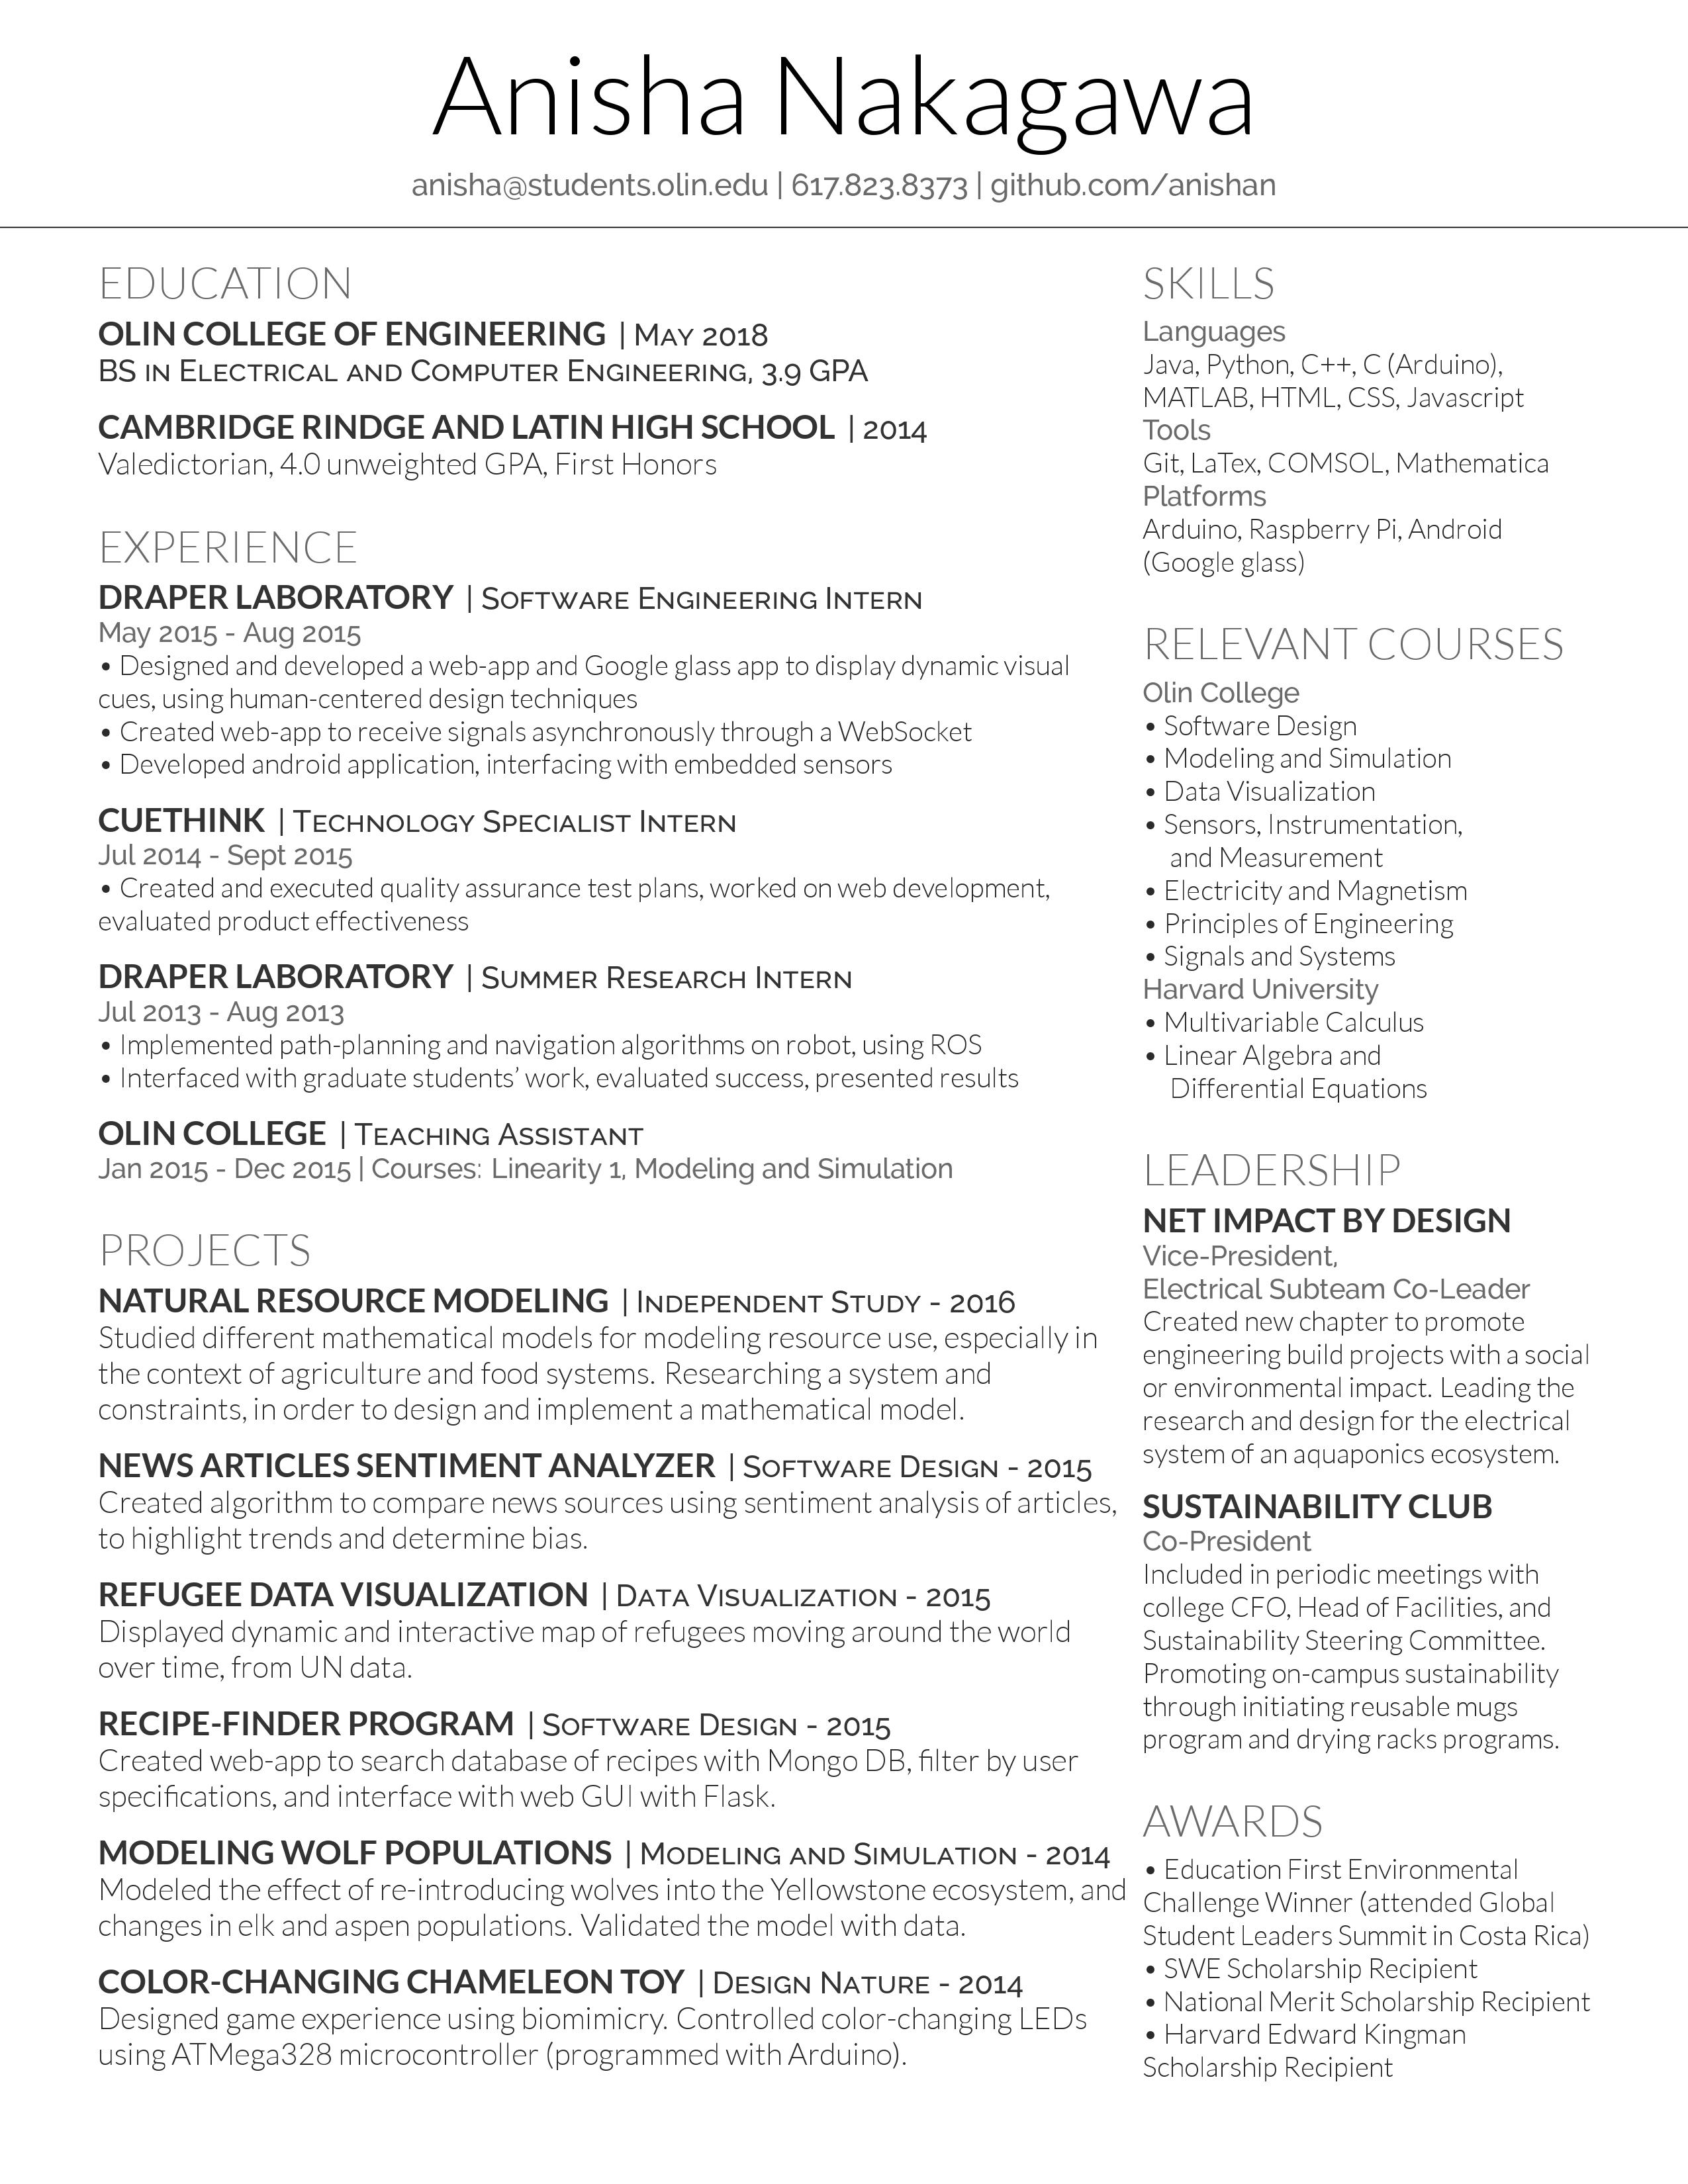 Anisha Nakagawa
anisha@students.olin.edu | 617.823.8373 | github.com/anishan
EDUCATION
OLIN COLLEGE OF ENGINEERING | May 2018
BS in Electrical and Computer Engineering, 3.9 GPA
CAMBRIDGE RINDGE AND LATIN HIGH SCHOOL | 2014
Valedictorian, 4.0 unweighted GPA, First Honors
EXPERIENCE
DRAPER LABORATORY | Software Engineering Intern
May 2015 - Aug 2015
• Designed and developed a web-app and Google glass app to display dynamic visual
cues, using human-centered design techniques
• Created web-app to receive signals asynchronously through a WebSocket
• Developed android application, interfacing with embedded sensors
CUETHINK | Technology Specialist Intern
Jul 2014 - Sept 2015
• Created and executed quality assurance test plans, worked on web development,
evaluated product effectiveness
DRAPER LABORATORY | Summer Research Intern
Jul 2013 - Aug 2013
• Implemented path-planning and navigation algorithms on robot, using ROS
• Interfaced with graduate students’ work, evaluated success, presented results
OLIN COLLEGE | Teaching Assistant
Jan 2015 - Dec 2015 | Courses: Linearity 1, Modeling and Simulation
PROJECTS
NATURAL RESOURCE MODELING | Independent Study - 2016
Studied different mathematical models for modeling resource use, especially in
the context of agriculture and food systems. Researching a system and
constraints, in order to design and implement a mathematical model.
NEWS ARTICLES SENTIMENT ANALYZER | Software Design - 2015
Created algorithm to compare news sources using sentiment analysis of articles,
to highlight trends and determine bias.
REFUGEE DATA VISUALIZATION | Data Visualization - 2015
Displayed dynamic and interactive map of refugees moving around the world
over time, from UN data.
RECIPE-FINDER PROGRAM | Software Design - 2015
Created web-app to search database of recipes with Mongo DB, filter by user
specifications, and interface with web GUI with Flask.
MODELING WOLF POPULATIONS | Modeling and Simulation - 2014
Modeled the effect of re-introducing wolves into the Yellowstone ecosystem, and
changes in elk and aspen populations. Validated the model with data.
COLOR-CHANGING CHAMELEON TOY | Design Nature - 2014
Designed game experience using biomimicry. Controlled color-changing LEDs
using ATMega328 microcontroller (programmed with Arduino).
SKILLS
Languages
Java, Python, C++, C (Arduino),
MATLAB, HTML, CSS, Javascript
Tools
Git, LaTex, COMSOL, Mathematica
Platforms
Arduino, Raspberry Pi, Android
(Google glass)
RELEVANT COURSES
Olin College
• Software Design
• Modeling and Simulation
• Data Visualization
• Sensors, Instrumentation,
and Measurement
• Electricity and Magnetism
• Principles of Engineering
• Signals and Systems
Harvard University
• Multivariable Calculus
• Linear Algebra and
Differential Equations
LEADERSHIP
NET IMPACT BY DESIGN
Vice-President,
Electrical Subteam Co-Leader
Created new chapter to promote
engineering build projects with a social
or environmental impact. Leading the
research and design for the electrical
system of an aquaponics ecosystem.
SUSTAINABILITY CLUB
Co-President
Included in periodic meetings with
college CFO, Head of Facilities, and
Sustainability Steering Committee.
Promoting on-campus sustainability
through initiating reusable mugs
program and drying racks programs.
AWARDS
• Education First Environmental
Challenge Winner (attended Global
Student Leaders Summit in Costa Rica)
• SWE Scholarship Recipient
• National Merit Scholarship Recipient
• Harvard Edward Kingman
Scholarship Recipient